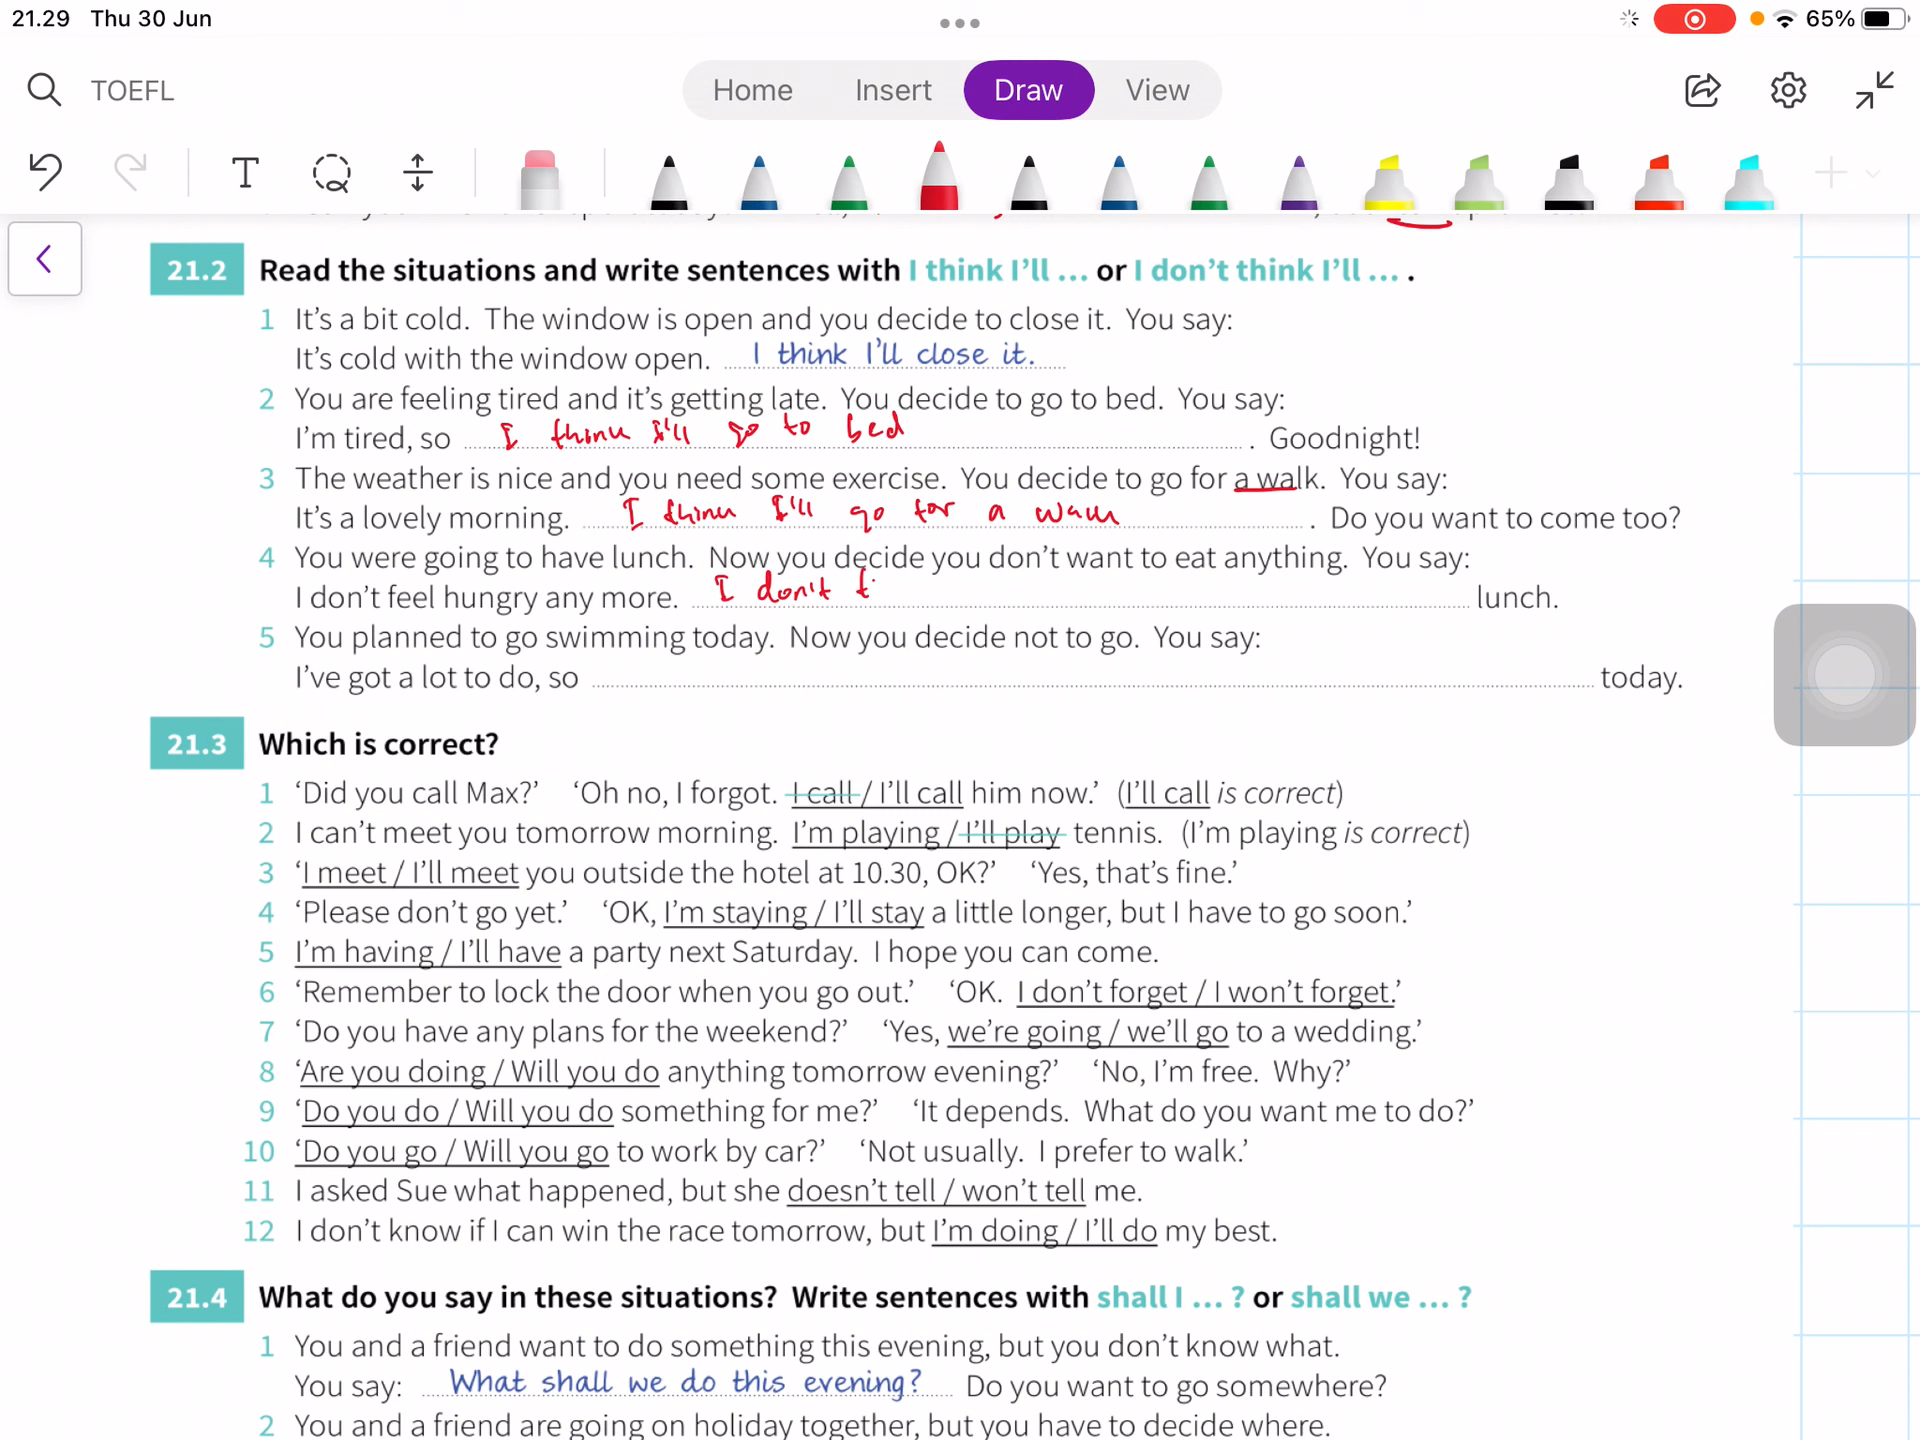 21.29 Thu 30 Jun 65%
TOEFL Home Insert Draw View
T
21.2 Read the situations and write sentences with I think I’ll … or I don’t think I’ll … .
1 It’s a bit cold. The window is open and you decide to close it. You say:
It’s cold with the window open. I think I’ll close it.
2 You are feeling tired and it’s getting late. You decide to go to bed. You say:
I’m tired, so I think I'll go to bed . Goodnight!
3 The weather is nice and you need some exercise. You decide to go for a walk. You say:
It’s a lovely morning. I think I'll go for a walk . Do you want to come too?
4 You were going to have lunch. Now you decide you don’t want to eat anything. You say:
I don’t feel hungry any more. I don't t lunch.
5 You planned to go swimming today. Now you decide not to go. You say:
I’ve got a lot to do, so today.
21.3 Which is correct?
1 ‘Did you call Max?’ ‘Oh no, I forgot. I call / I’ll call him now.’ (I’ll call is correct)
2 I can’t meet you tomorrow morning. I’m playing / I’ll play tennis. (I’m playing is correct)
3 ‘I meet / I’ll meet you outside the hotel at 10.30, OK?’ ‘Yes, that’s fine.’
4 ‘Please don’t go yet.’ ‘OK, I’m staying / I’ll stay a little longer, but I have to go soon.’
5 I’m having / I’ll have a party next Saturday. I hope you can come.
6 ‘Remember to lock the door when you go out.’ ‘OK. I don’t forget / I won’t forget.’
7 ‘Do you have any plans for the weekend?’ ‘Yes, we’re going / we’ll go to a wedding.’
8 ‘Are you doing / Will you do anything tomorrow evening?’ ‘No, I’m free. Why?’
9 ‘Do you do / Will you do something for me?’ ‘It depends. What do you want me to do?’
10 ‘Do you go / Will you go to work by car?’ ‘Not usually. I prefer to walk.’
11 I asked Sue what happened, but she doesn’t tell / won’t tell me.
12 I don’t know if I can win the race tomorrow, but I’m doing / I’ll do my best.
21.4 What do you say in these situations? Write sentences with shall I … ? or shall we … ?
1 You and a friend want to do something this evening, but you don’t know what.
You say: What shall we do this evening? Do you want to go somewhere?
2 You and a friend are going on holiday together, but you have to decide where.